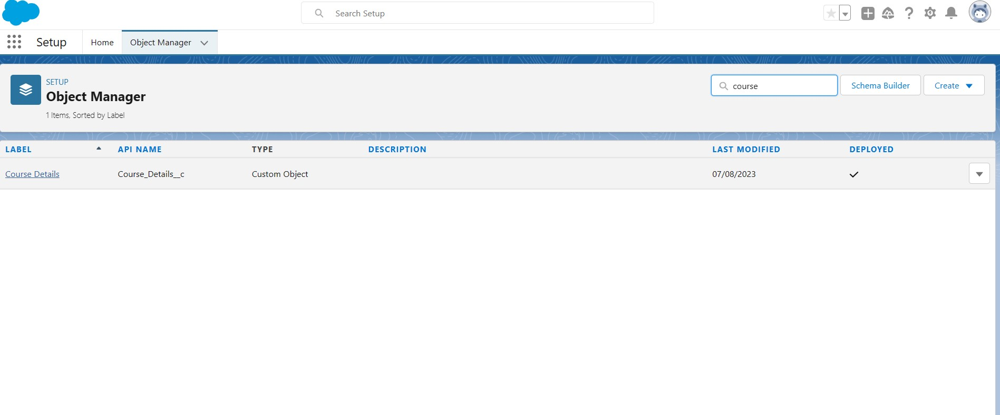 Search Setup
Setup Home Object Manager
SETUP
Object Manager
1 Items, Sorted by Label
course Schema Builder Create
LABEL API NAME TYPE DESCRIPTION LAST MODIFIED DEPLOYED
Course Details Course_Details__c Custom Object 07/08/2023